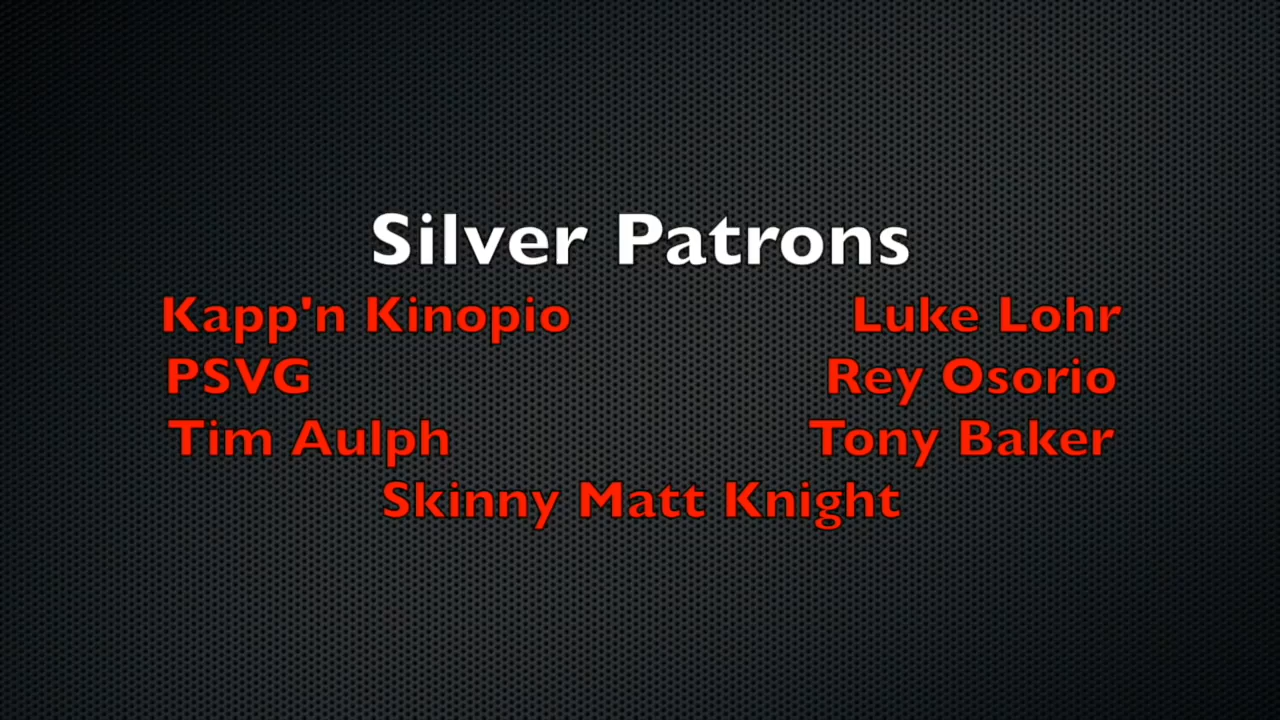 Silver Patrons
Kapp'n Kinopio Luke Lohr
PSVG Rey Osorio
Tim Aulph Tony Baker
Skinny Matt Knight